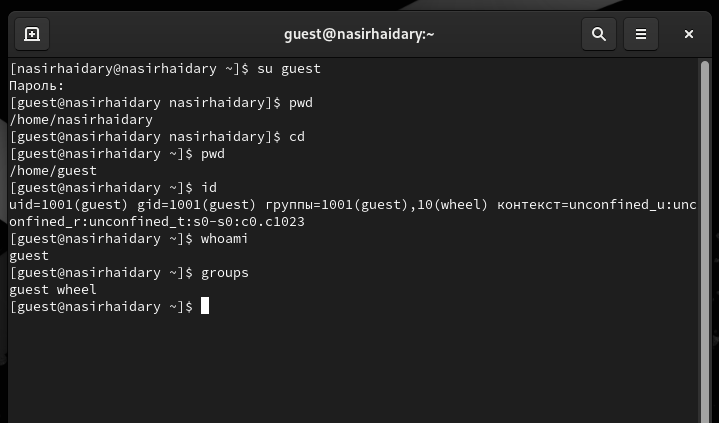 guest@nasirhaidary:~
[nasirhaidary@nasirhaidary ~]$ su guest
Пароль:
[guest@nasirhaidary nasirhaidary]$ pwd
/home/nasirhaidary
[guest@nasirhaidary nasirhaidary]$ cd
[guest@nasirhaidary ~]$ pwd
/home/guest
[guest@nasirhaidary ~]$ id
uid=1001(guest) gid=1001(guest) группы=1001(guest),10(wheel) контекст=unconfined_u:unc
onfined_r:unconfined_t:s0-s0:c0.c1023
[guest@nasirhaidary ~]$ whoami
guest
[guest@nasirhaidary ~]$ groups
guest wheel
[guest@nasirhaidary ~]$